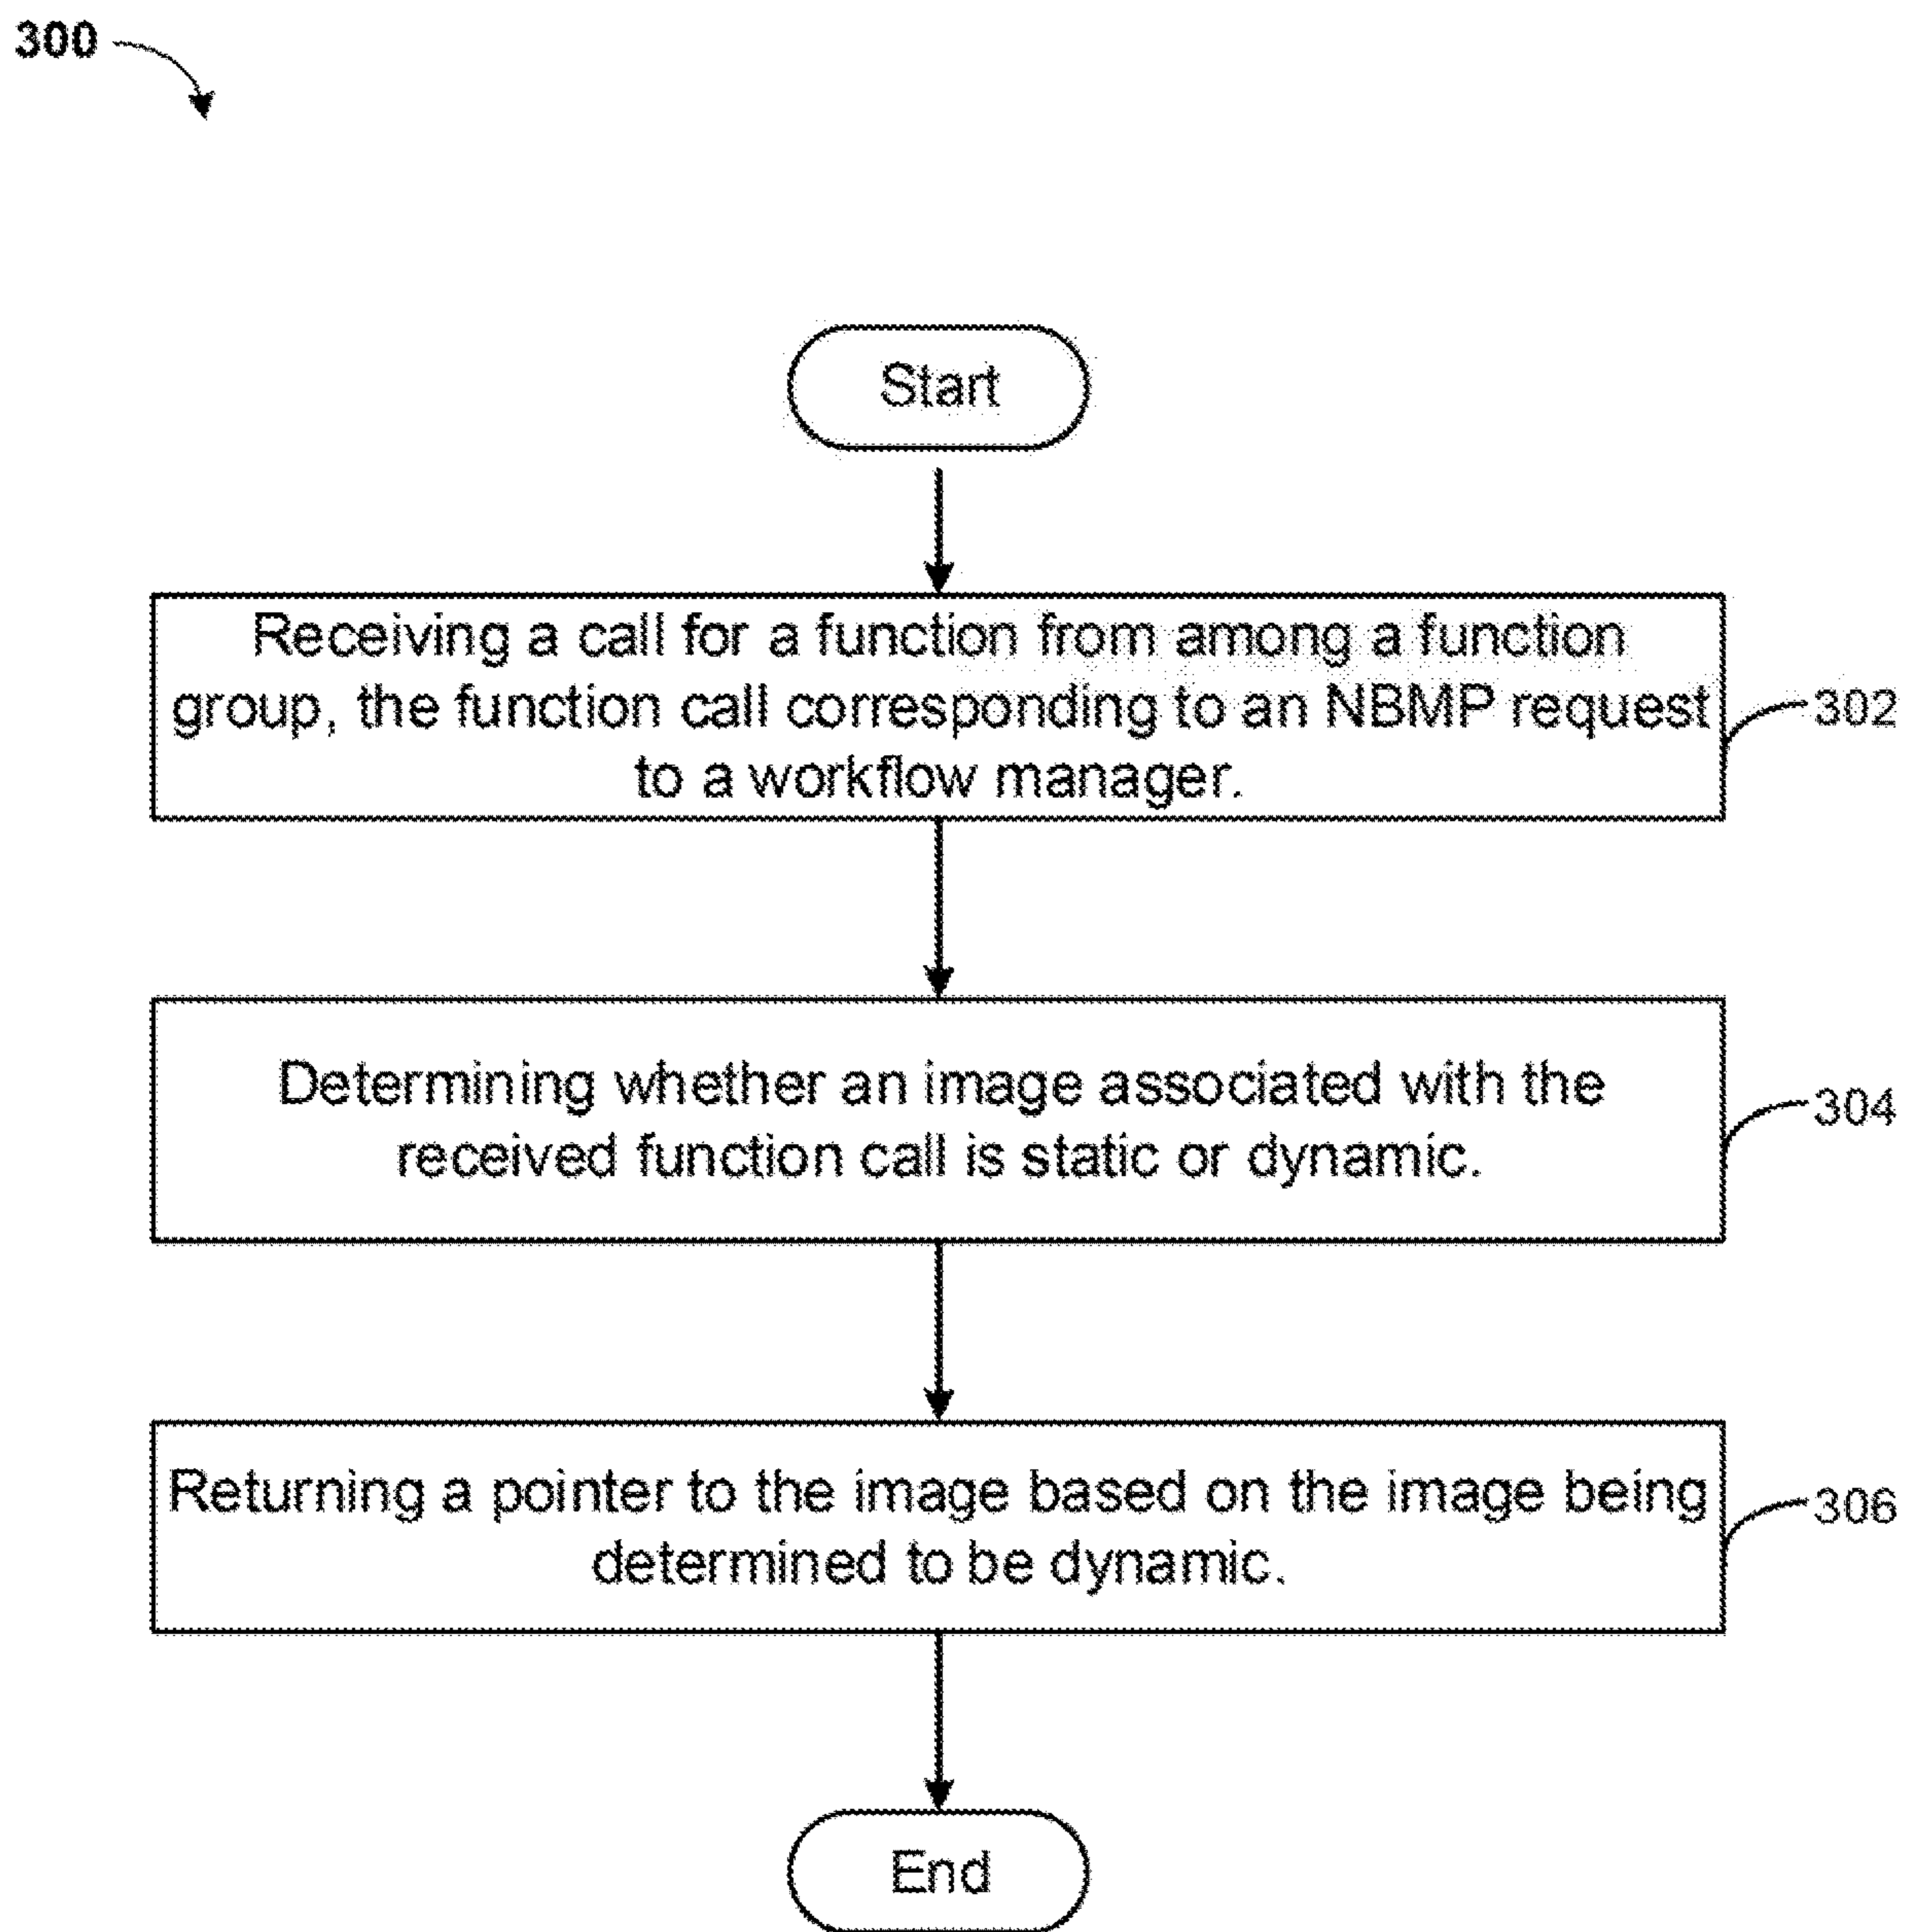 300
Start
Receiving a call for a function from among a function
group, the function call corresponding to an NBMP request
to a workflow manager.
302
Determining whether an image associated with the
received function call is static or dynamic.
304
Returning a pointer to the image based on the image being
determined to be dynamic.
306
End